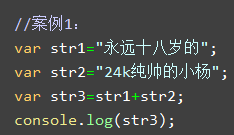 //案例1：
var str1="永远十八岁的";
var str2="24k纯帅的小杨";
var str3=str1+str2;
console.log(str3);